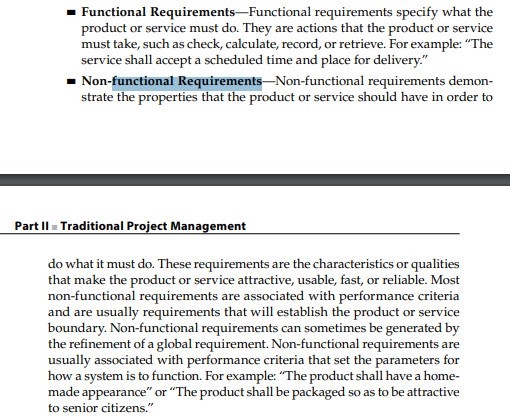 ▪ Functional Requirements—Functional requirements specify what the
product or service must do. They are actions that the product or service
must take, such as check, calculate, record, or retrieve. For example: “The
service shall accept a scheduled time and place for delivery.”
▪ Non-functional Requirements—Non-functional requirements demon-
strate the properties that the product or service should have in order to
Part II ▪ Traditional Project Management
do what it must do. These requirements are the characteristics or qualities
that make the product or service attractive, usable, fast, or reliable. Most
non-functional requirements are associated with performance criteria
and are usually requirements that will establish the product or service
boundary. Non-functional requirements can sometimes be generated by
the refinement of a global requirement. Non-functional requirements are
usually associated with performance criteria that set the parameters for
how a system is to function. For example: “The product shall have a home-
made appearance” or “The product shall be packaged so as to be attractive
to senior citizens.”